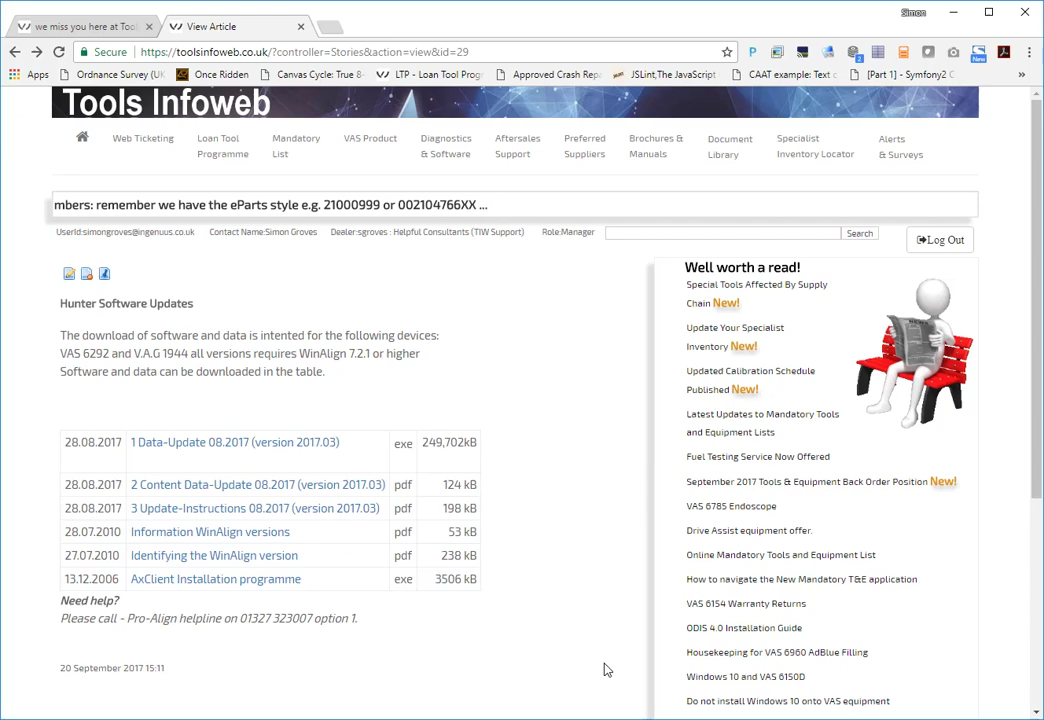 Simon
we miss you here at Tool
View Article
Secure
https://toolsinfoweb.co.uk/?controller=Stories&action=view&id=29
Apps
Ordnance Survey (UK
Once Ridden
Canvas Cycle: True 8-
LTP - Loan Tool Prog
Approved Crash Repa
JSLint,The JavaScript
CAAT example: Text c
[Part 1] - Symfony2 C
»
2
New
Tools Infoweb
Web Ticketing
Loan Tool
Programme
Mandatory
List
VAS Product
Diagnostics
& Software
Aftersales
Support
Preferred
Suppliers
Brochures &
Manuals
Document
Library
Specialist
Inventory Locator
Alerts
& Surveys
mbers: remember we have the eParts style e.g. 21000999 or 002104766XX ...
UserId:simongroves@ingenuus.co.uk
Contact Name:Simon Groves
Dealer:sgroves : Helpful Consultants (TIW Support)
Role:Manager
Search
Log Out
Hunter Software Updates
The download of software and data is intented for the following devices:
VAS 6292 and V.A.G 1944 all versions requires WinAlign 7.2.1 or higher
Software and data can be downloaded in the table.
28.08.2017 1 Data-Update 08.2017 (version 2017.03) exe 249,702kB
28.08.2017 2 Content Data-Update 08.2017 (version 2017.03) pdf 124 kB
28.08.2017 3 Update-Instructions 08.2017 (version 2017.03) pdf 198 kB
28.07.2010 Information WinAlign versions pdf 53 kB
27.07.2010 Identifying the WinAlign version pdf 238 kB
13.12.2006 AxClient Installation programme exe 3506 kB
Need help?
Please call - Pro-Align helpline on 01327 323007 option 1.
20 September 2017 15:11
Well worth a read!
Special Tools Affected By Supply
Chain New!
Update Your Specialist
Inventory New!
Updated Calibration Schedule
Published New!
Latest Updates to Mandatory Tools
and Equipment Lists
Fuel Testing Service Now Offered
September 2017 Tools & Equipment Back Order Position New!
VAS 6785 Endoscope
Drive Assist equipment offer.
Online Mandatory Tools and Equipment List
How to navigate the New Mandatory T&E application
VAS 6154 Warranty Returns
ODIS 4.0 Installation Guide
Housekeeping for VAS 6960 AdBlue Filling
Windows 10 and VAS 6150D
Do not install Windows 10 onto VAS equipment